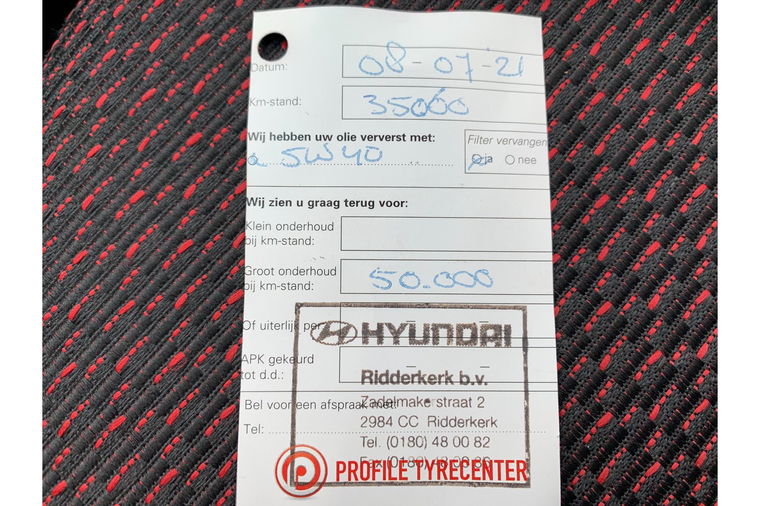 Datum: 08-07-21
Km-stand: 35000
Wij hebben uw olie ververst met: Filter vervangen
5W40 ja nee
Wij zien u graag terug voor:
Klein onderhoud
bij km-stand:
Groot onderhoud
bij km-stand: 50.000
Of uiterlijk per
HYUNDAI
APK gekeurd
tot d.d.:
Ridderkerk b.v.
Zadelmakerstraat 2
Bel voor een afspraak met:
2984 CC Ridderkerk
Tel:
Tel. (0180) 48 00 82
Fax (0180)
PROFILE TYRECENTER